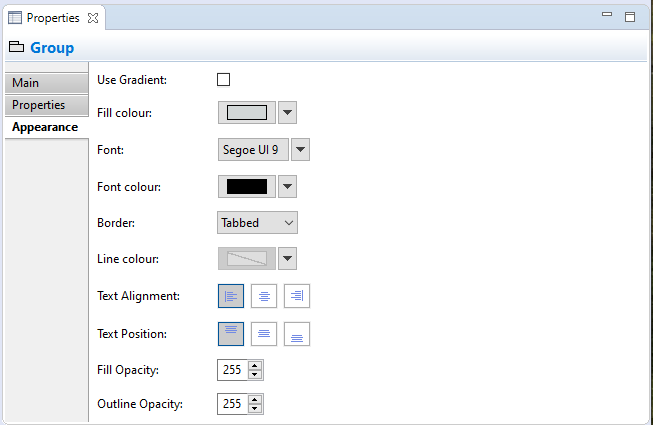 Properties
Group
Main
Properties
Appearance
Use Gradient:
Fill colour:
Font: Segoe UI 9
Font colour:
Border: Tabbed
Line colour:
Text Alignment:
Text Position:
Fill Opacity: 255
Outline Opacity: 255